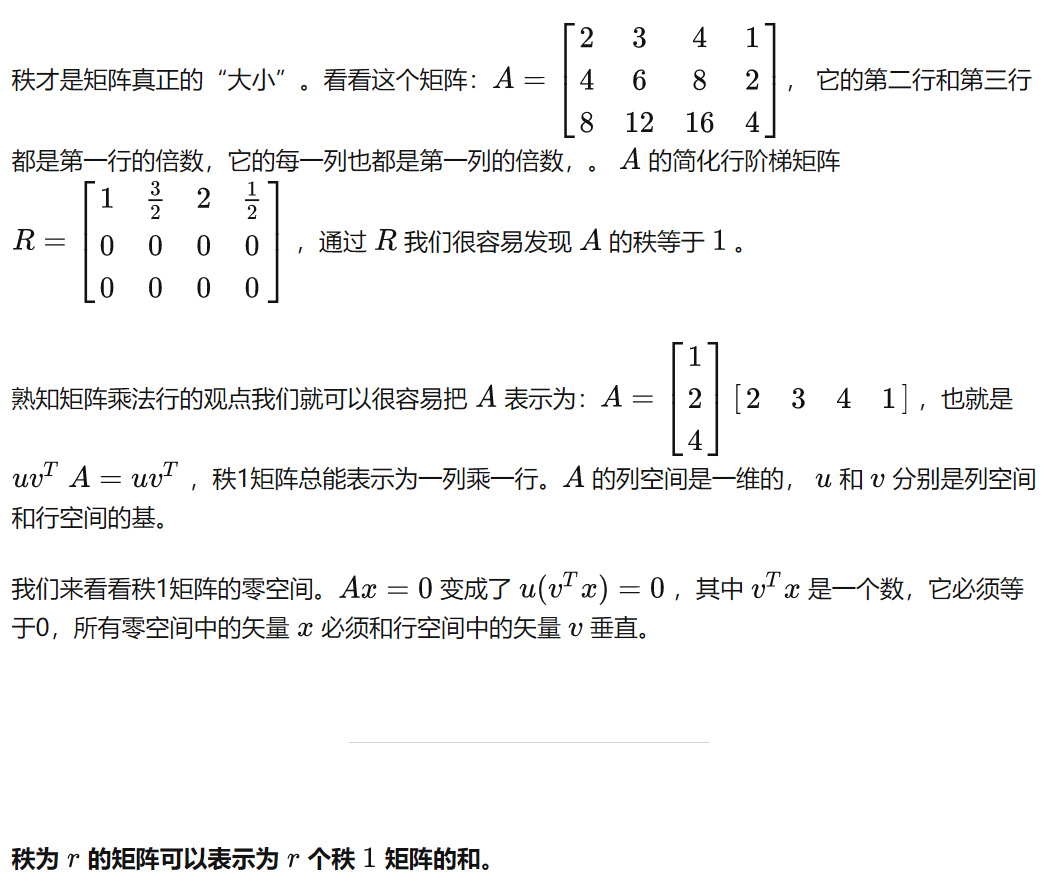 秩才是矩阵真正的“大小”。看看这个矩阵：$A = \begin{bmatrix} 2 & 3 & 4 & 1 \\ 4 & 6 & 8 & 2 \\ 8 & 12 & 16 & 4 \end{bmatrix}$， 它的第二行和第三行
都是第一行的倍数，它的每一列也都是第一列的倍数，。 $A$ 的简化行阶梯矩阵
$R = \begin{bmatrix} 1 & \frac{3}{2} & 2 & \frac{1}{2} \\ 0 & 0 & 0 & 0 \\ 0 & 0 & 0 & 0 \end{bmatrix}$ ，通过 $R$ 我们很容易发现 $A$ 的秩等于 $1$ 。
熟知矩阵乘法行的观点我们就可以很容易把 $A$ 表示为：$A = \begin{bmatrix} 1 \\ 2 \\ 4 \end{bmatrix} [2 \quad 3 \quad 4 \quad 1]$，也就是
$uv^T$ $A = uv^T$ ，秩1矩阵总能表示为一列乘一行。$A$ 的列空间是一维的， $u$ 和 $v$ 分别是列空间
和行空间的基。
我们来看看秩1矩阵的零空间。$Ax = 0$ 变成了 $u(v^T x) = 0$ ，其中 $v^T x$ 是一个数，它必须等
于0，所有零空间中的矢量 $x$ 必须和行空间中的矢量 $v$ 垂直。
秩为 $r$ 的矩阵可以表示为 $r$ 个秩 $1$ 矩阵的和。